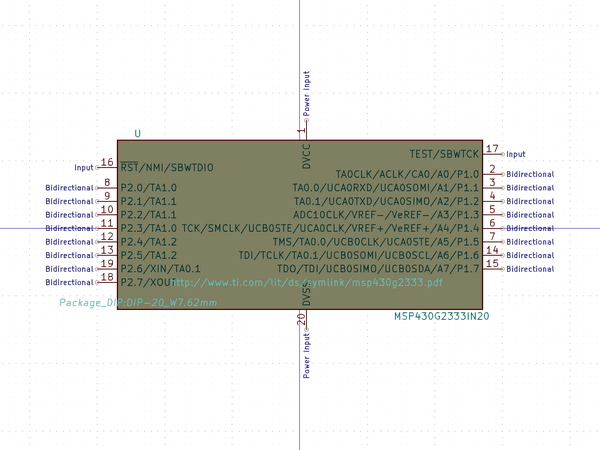 Power Input
1
DVCC
U
16
Input
RST/NMI/SBWTDIO
8
Bidirectional
P2.0/TA1.0
9
Bidirectional
P2.1/TA1.1
10
Bidirectional
P2.2/TA1.1
11
Bidirectional
P2.3/TA1.0
12
Bidirectional
P2.4/TA1.2
13
Bidirectional
P2.5/TA1.2
19
Bidirectional
P2.6/XIN/TA0.1
18
Bidirectional
P2.7/XOUT
TEST/SBWTCK
17
Input
TA0CLK/ACLK/CA0/A0/P1.0
2
Bidirectional
TA0.0/UCA0RXD/UCA0SOMI/A1/P1.1
3
Bidirectional
TA0.1/UCA0TXD/UCA0SIMO/A2/P1.2
4
Bidirectional
ADC10CLK/VREF-/VeREF-/A3/P1.3
5
Bidirectional
TCK/SMCLK/UCB0STE/UCA0CLK/VREF+/VeREF+/A4/P1.4
6
Bidirectional
TMS/TA0.0/UCB0CLK/UCA0STE/A5/P1.5
7
Bidirectional
TDI/TCLK/TA0.1/UCB0SOMI/UCB0SCL/A6/P1.6
14
Bidirectional
TDO/TDI/UCB0SIMO/UCB0SDA/A7/P1.7
15
Bidirectional
http://www.ti.com/lit/ds/symlink/msp430g2333.pdf
DVSS
Package_DIP:DIP-20_W7.62mm
MSP430G2333IN20
20
Power Input